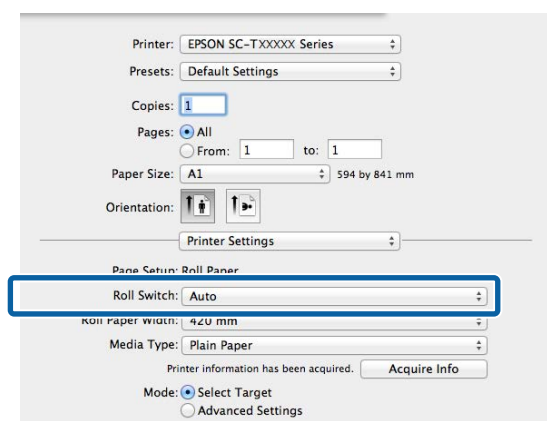 Printer: EPSON SC-TXXXXX Series
Presets: Default Settings
Copies: 1
Pages: All
From: 1 to: 1
Paper Size: A1 594 by 841 mm
Orientation:
Printer Settings
Page Setup: Roll Paper
Roll Switch: Auto
Roll Paper Width: 420 mm
Media Type: Plain Paper
Printer information has been acquired. Acquire Info
Mode: Select Target
Advanced Settings